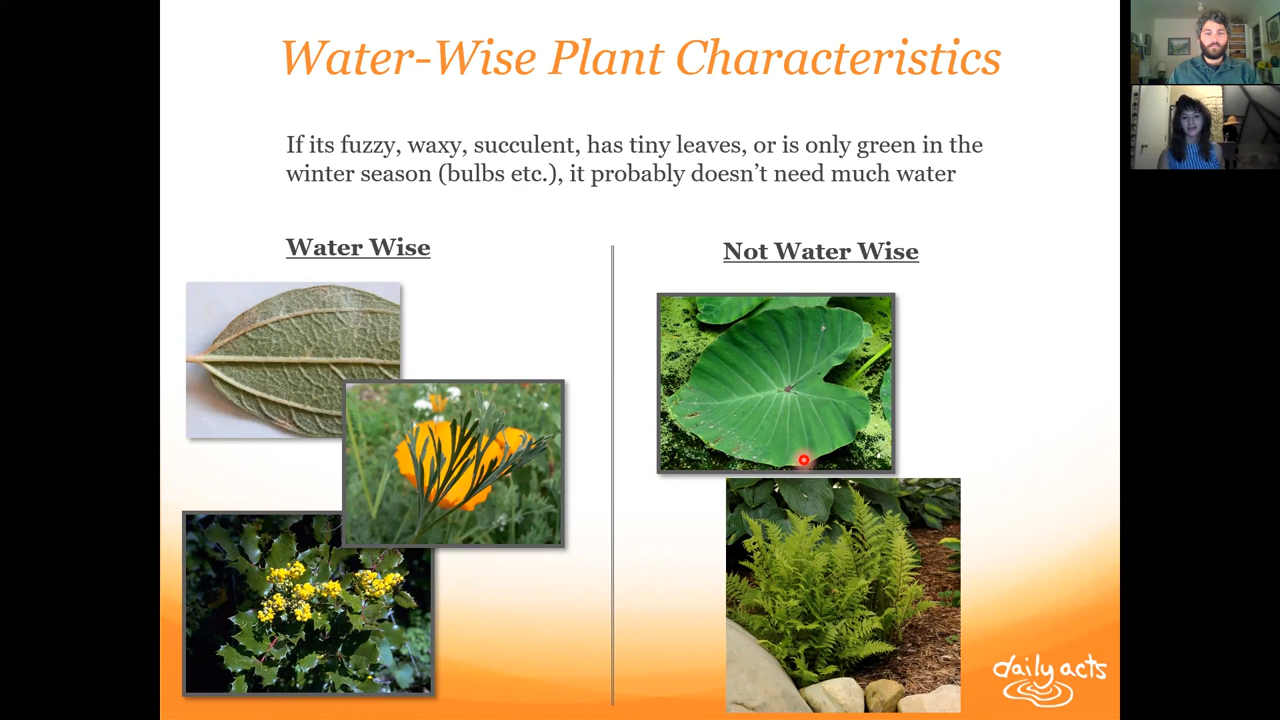 Water-Wise Plant Characteristics
If its fuzzy, waxy, succulent, has tiny leaves, or is only green in the
winter season (bulbs etc.), it probably doesn't need much water
Water Wise
Not Water Wise
daily acts